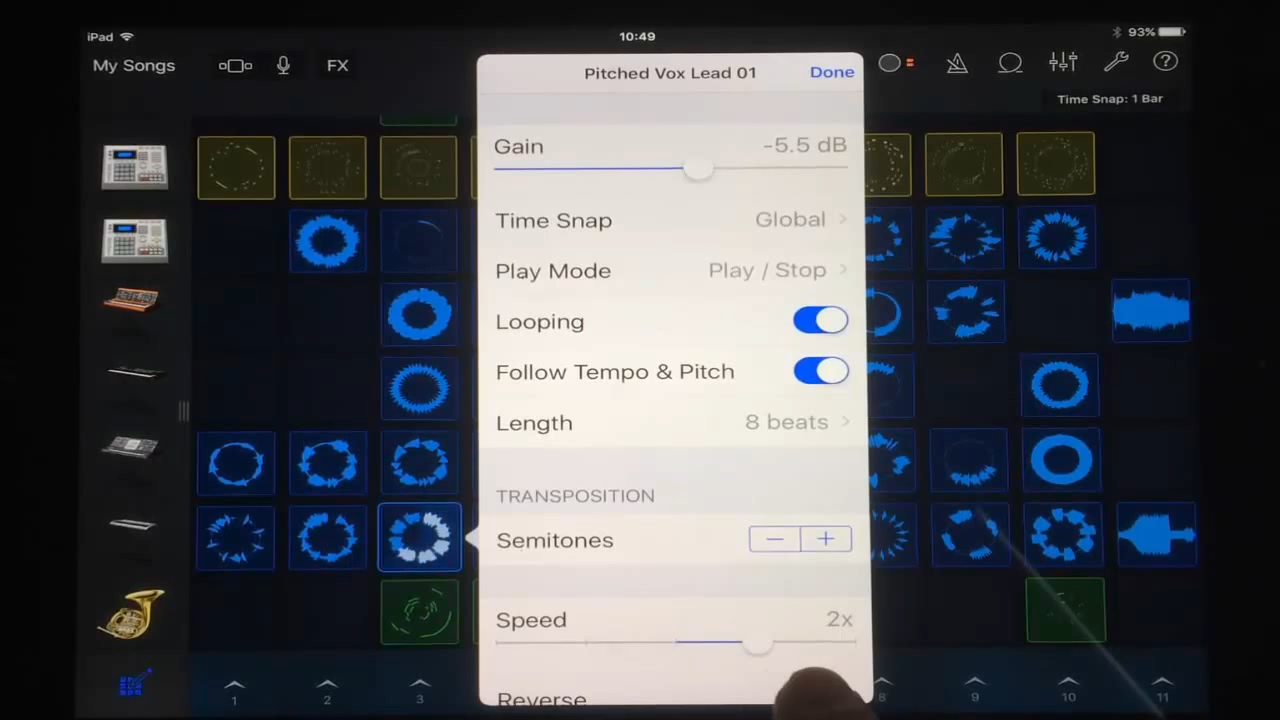 iPad
10:49
93%
My Songs
FX
Pitched Vox Lead 01
Done
Time Snap: 1 Bar
Gain
-5.5 dB
Time Snap
Global
Play Mode
Play / Stop
Looping
Follow Tempo & Pitch
Length
8 beats
TRANSPOSITION
Semitones
Speed
2x
Reverse
1
2
3
8
9
10
11